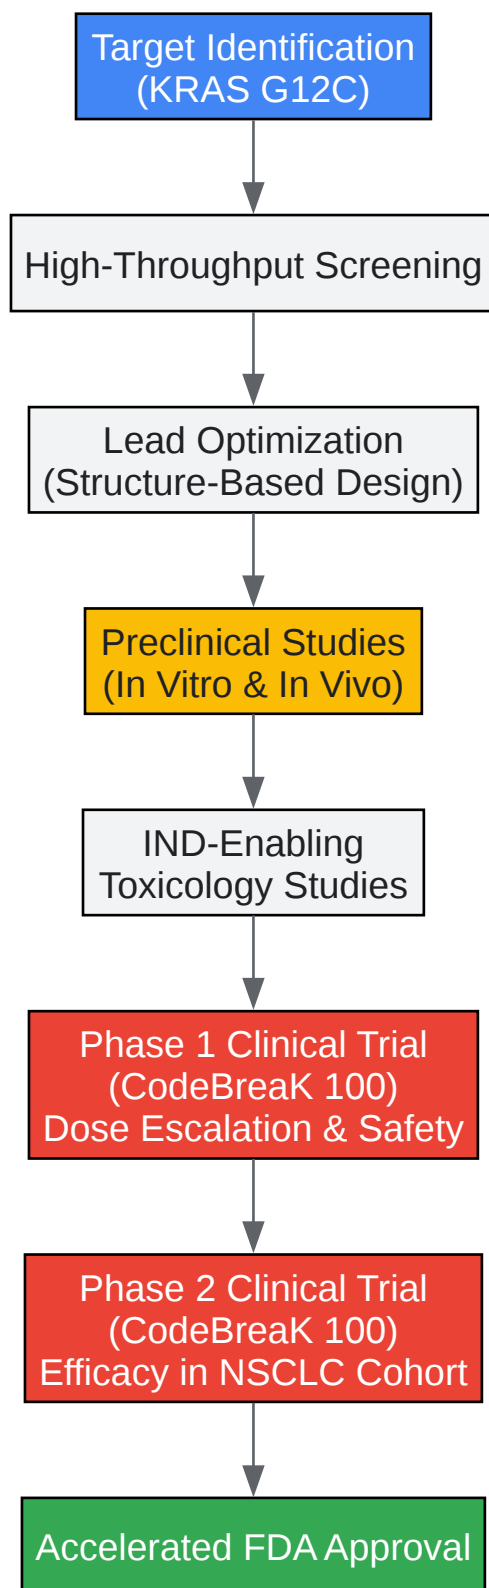 Target Identification
(KRAS G12C)
High-Throughput Screening
Lead Optimization
(Structure-Based Design)
Preclinical Studies
(In Vitro & In Vivo)
IND-Enabling
Toxicology Studies
Phase 1 Clinical Trial
(CodeBreaK 100)
Dose Escalation & Safety
Phase 2 Clinical Trial
(CodeBreaK 100)
Efficacy in NSCLC Cohort
Accelerated FDA Approval